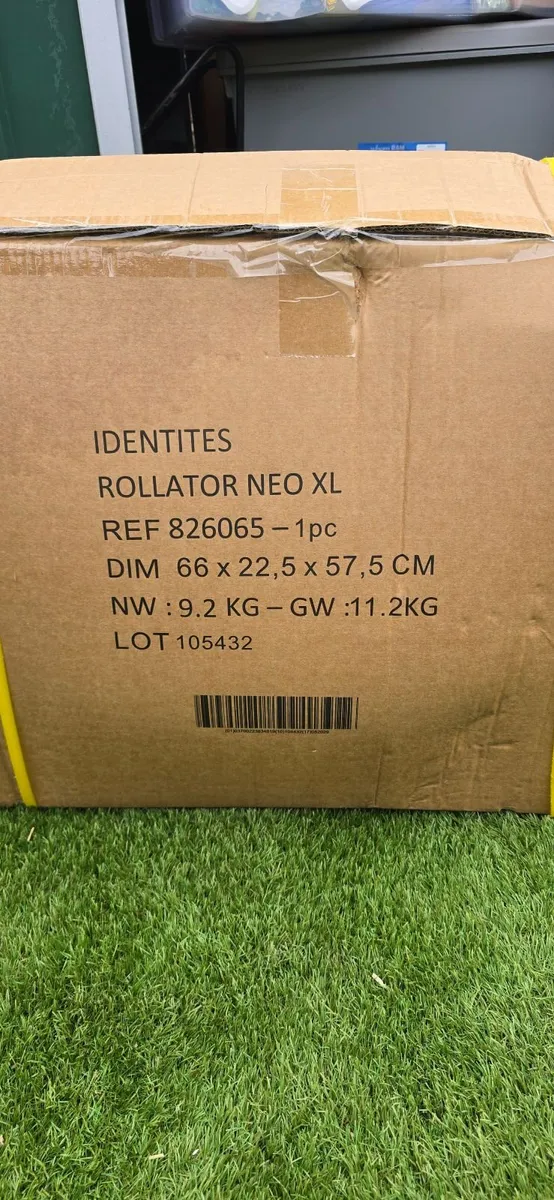 IDENTITES
ROLLATOR NEO XL
REF 826065 – 1pc
DIM 66 x 22,5 x 57,5 CM
NW : 9.2 KG – GW :11.2KG
LOT 105432